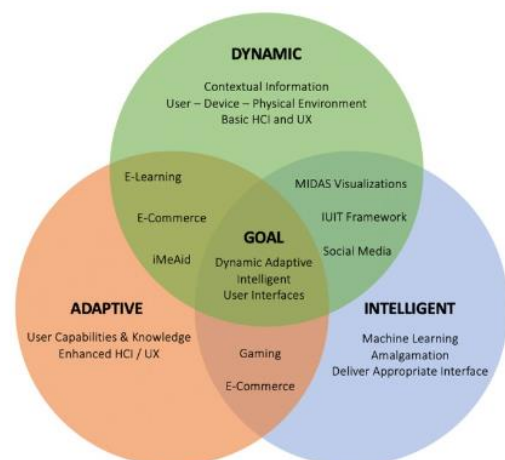 DYNAMIC
Contextual Information
User – Device – Physical Environment
Basic HCI and UX
E-Learning
E-Commerce
iMeAid
MIDAS Visualizations
IUIT Framework
Social Media
GOAL
Dynamic Adaptive
Intelligent
User Interfaces
ADAPTIVE
User Capabilities & Knowledge
Enhanced HCI / UX
INTELLIGENT
Machine Learning
Amalgamation
Deliver Appropriate Interface
Gaming
E-Commerce